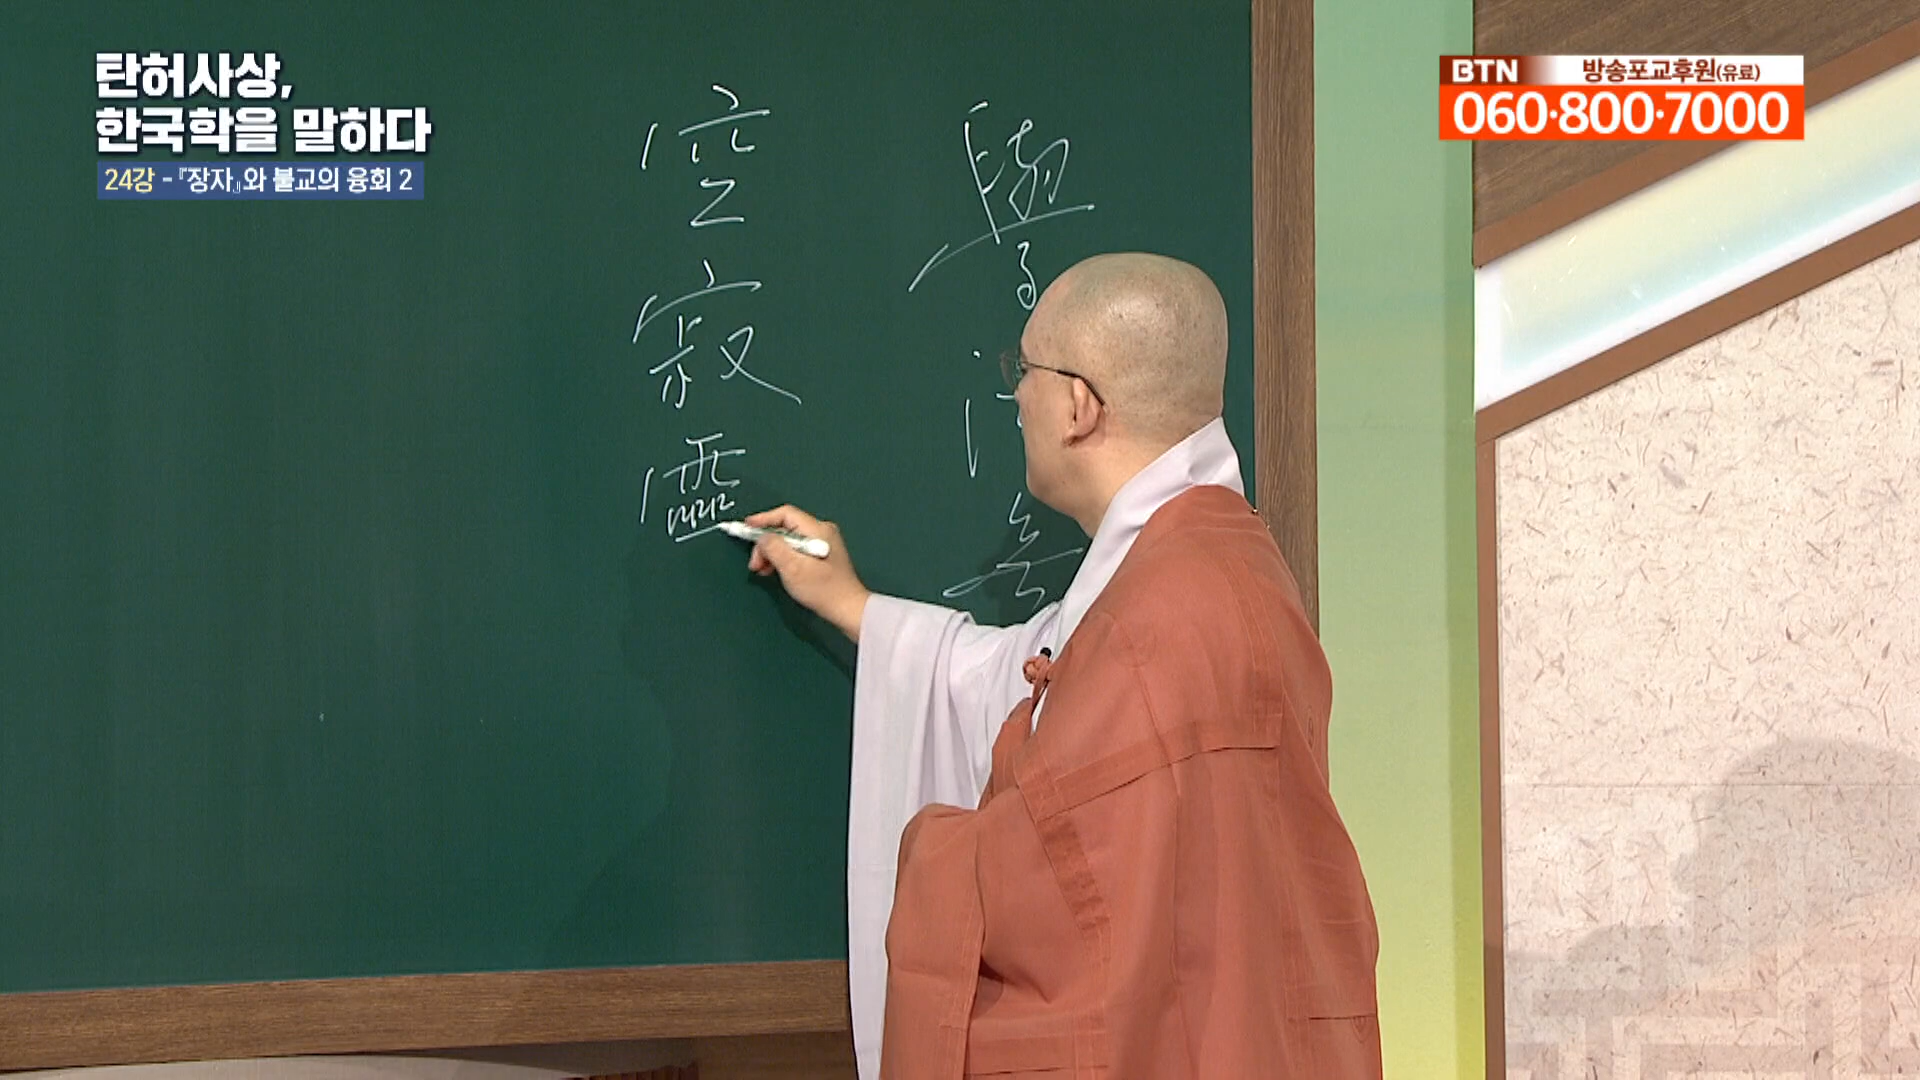 탄허사상,
한국학을 말하다
24강 - 『장자』와 불교의 융회 2
BTN 방송포교후원(유료)
060·800·7000
學
空
寂
靈